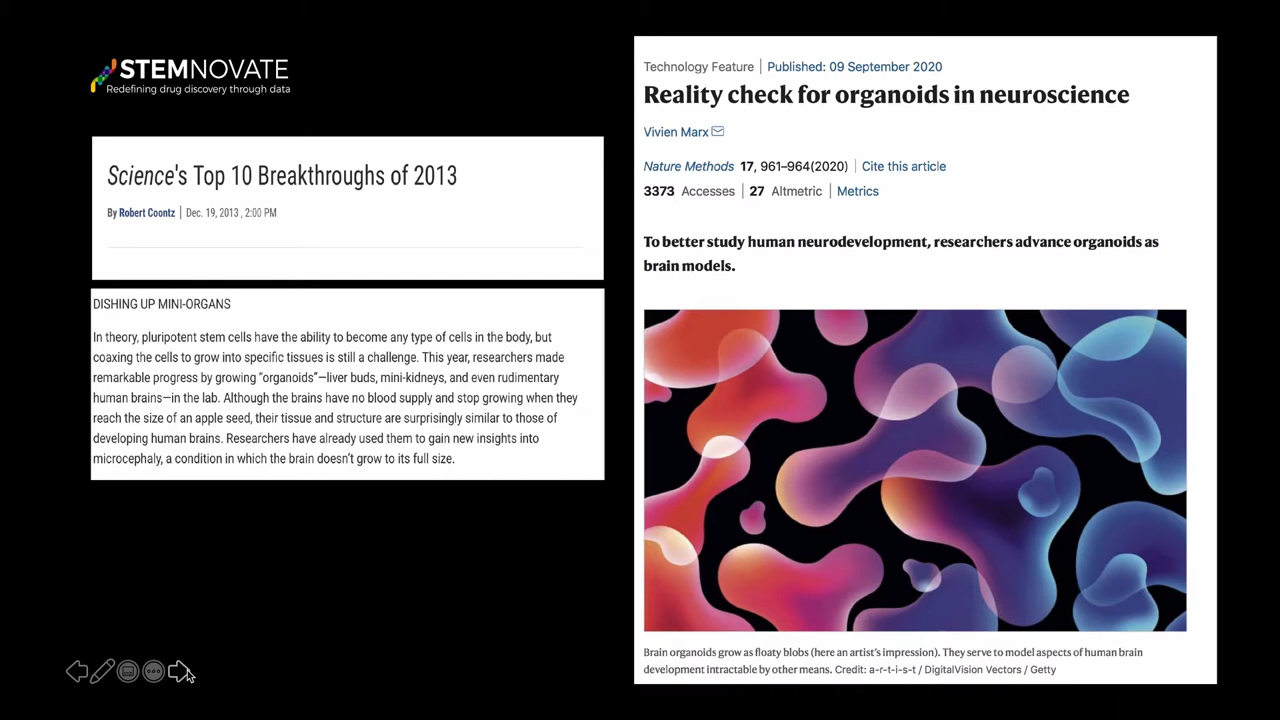 STEMNOVATE
Redefining drug discovery through data
Science's Top 10 Breakthroughs of 2013
By Robert Coontz | Dec. 19, 2013 , 2:00 PM
DISHING UP MINI-ORGANS
In theory, pluripotent stem cells have the ability to become any type of cells in the body, but
coaxing the cells to grow into specific tissues is still a challenge. This year, researchers made
remarkable progress by growing “organoids”—liver buds, mini-kidneys, and even rudimentary
human brains—in the lab. Although the brains have no blood supply and stop growing when they
reach the size of an apple seed, their tissue and structure are surprisingly similar to those of
developing human brains. Researchers have already used them to gain new insights into
microcephaly, a condition in which the brain doesn’t grow to its full size.
Technology Feature | Published: 09 September 2020
Reality check for organoids in neuroscience
Vivien Marx
Nature Methods 17, 961–964(2020) | Cite this article
3373 Accesses | 27 Altmetric | Metrics
To better study human neurodevelopment, researchers advance organoids as
brain models.
Brain organoids grow as floaty blobs (here an artist’s impression). They serve to model aspects of human brain
development intractable by other means. Credit: a-r-t-i-s-t / DigitalVision Vectors / Getty